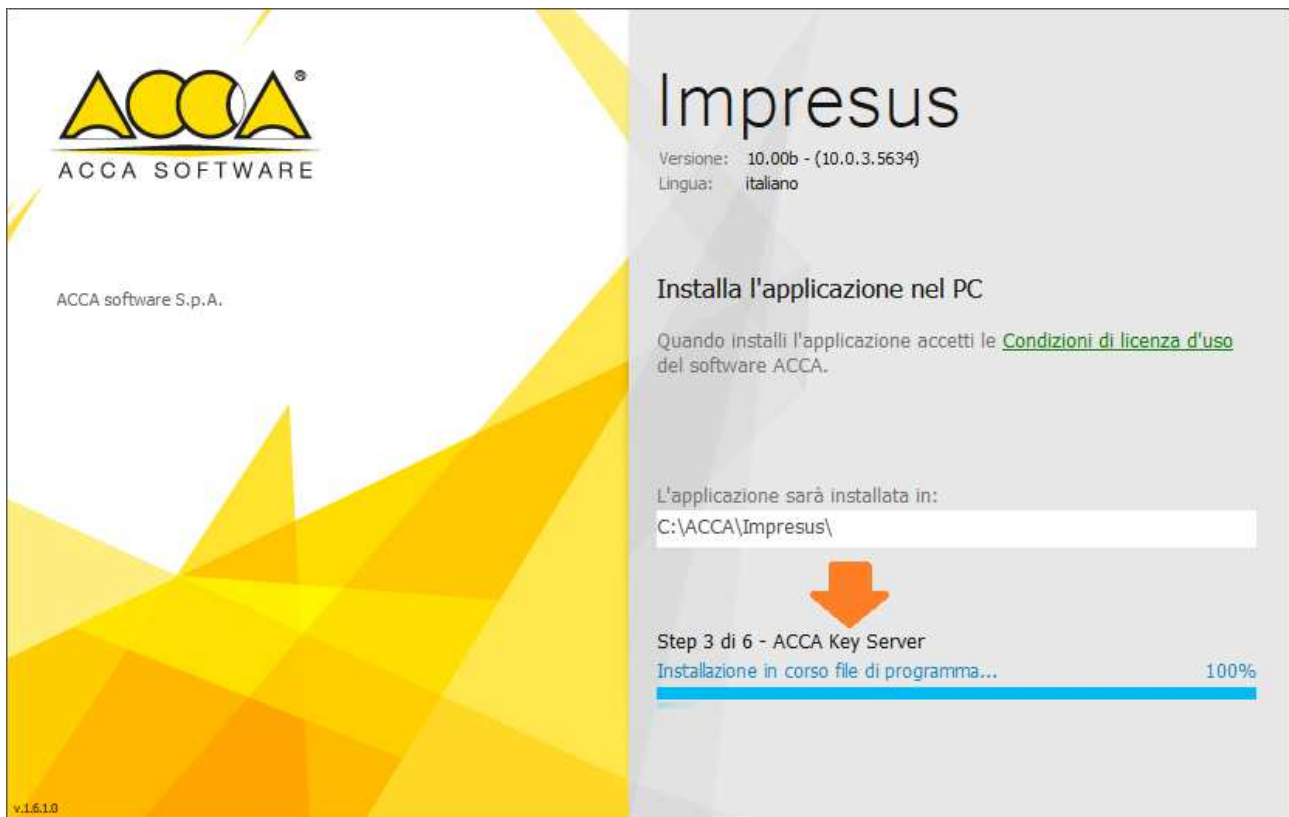 ACCA®
ACCA SOFTWARE
ACCA software S.p.A.
v.1.6.1.0
Impresus
Versione: 10.00b - (10.0.3.5634)
Lingua: italiano
Installa l'applicazione nel PC
Quando installi l'applicazione accetti le Condizioni di licenza d'uso
del software ACCA.
L'applicazione sarà installata in:
C:\ACCA\Impresus\
Step 3 di 6 - ACCA Key Server
Installazione in corso file di programma... 100%